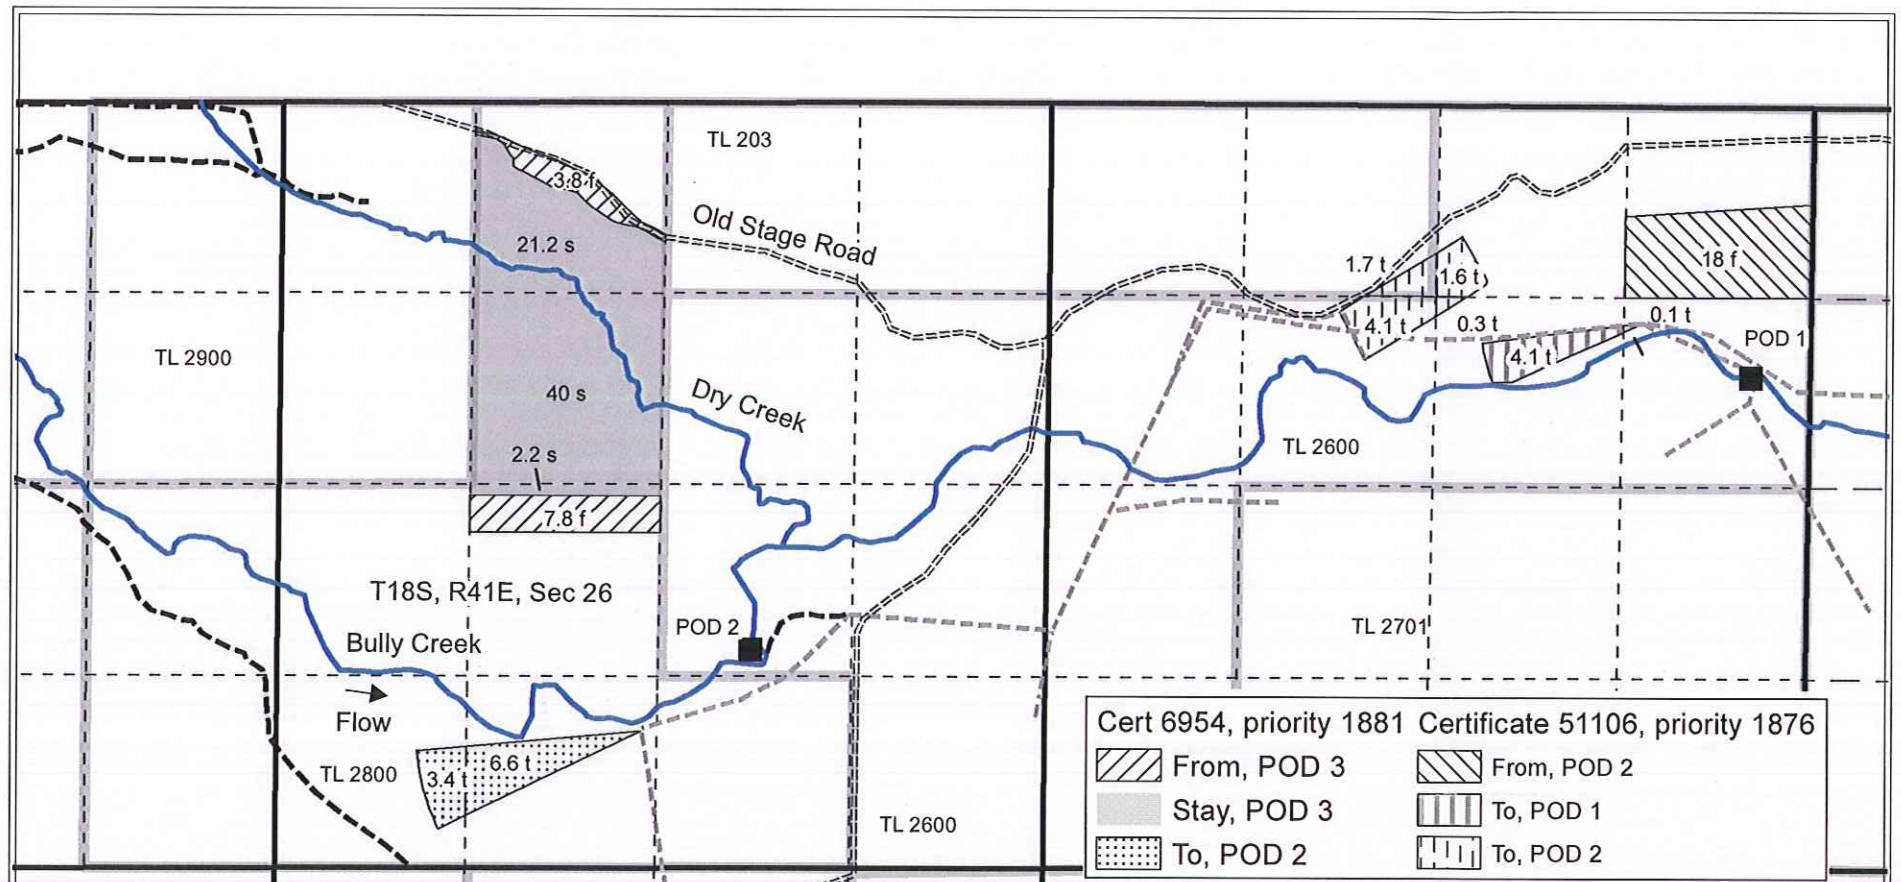 TL 203
3.8 f
Old Stage Road
21.2 s
1.7 t
1.6 t
18 f
4.1 t
0.3 t
0.1 t
POD 1
4.1 t
TL 2900
40 s
Dry Creek
TL 2600
2.2 s
7.8 f
T18S, R41E, Sec 26
POD 2
TL 2701
Bully Creek
Flow
TL 2800
3.4 t
6.6 t
TL 2600
Cert 6954, priority 1881
From, POD 3
Stay, POD 3
To, POD 2
Certificate 51106, priority 1876
From, POD 2
To, POD 1
To, POD 2